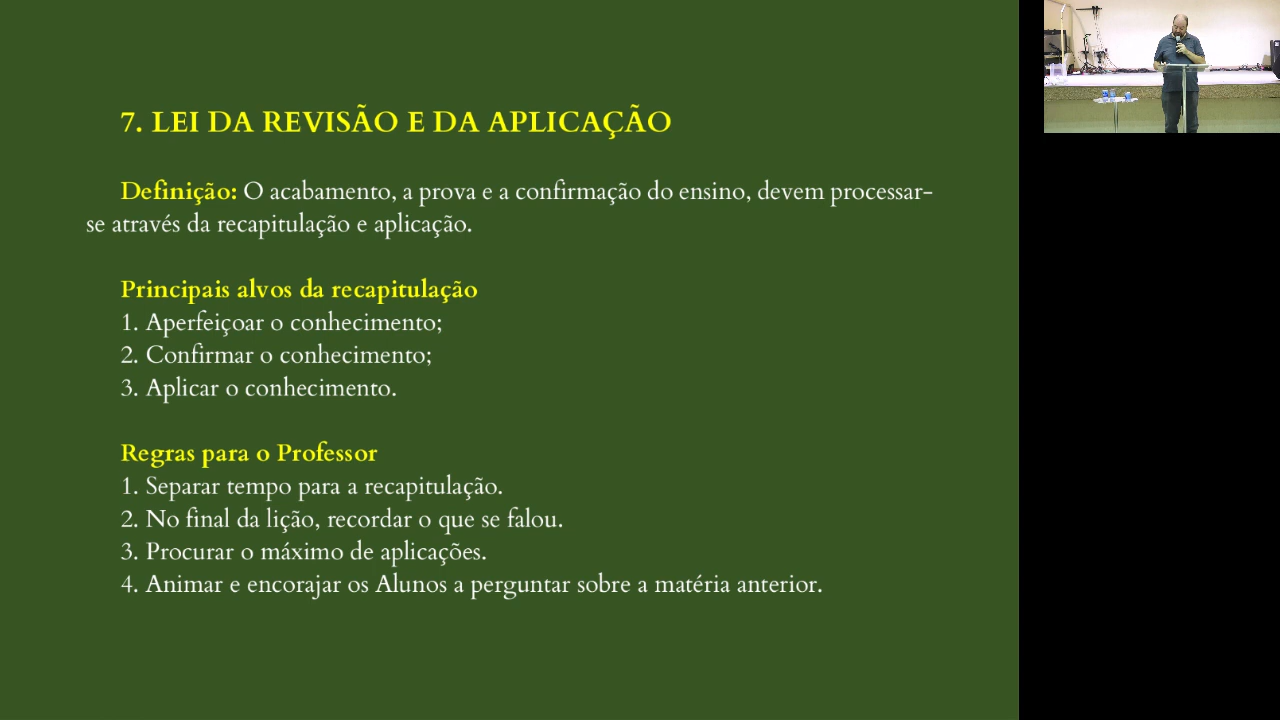 7. LEI DA REVISÃO E DA APLICAÇÃO
Definição: O acabamento, a prova e a confirmação do ensino, devem processar-
se através da recapitulação e aplicação.
Principais alvos da recapitulação
1. Aperfeiçoar o conhecimento;
2. Confirmar o conhecimento;
3. Aplicar o conhecimento.
Regras para o Professor
1. Separar tempo para a recapitulação.
2. No final da lição, recordar o que se falou.
3. Procurar o máximo de aplicações.
4. Animar e encorajar os Alunos a perguntar sobre a matéria anterior.